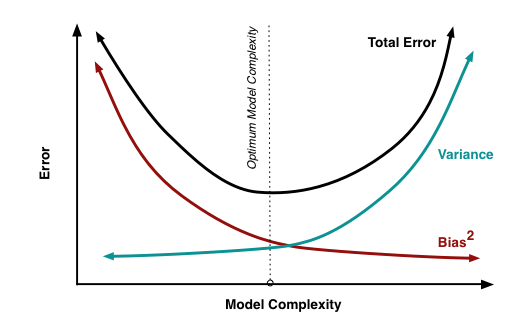 Total Error
Optimum Model Complexity
Error
Variance
Bias²
Model Complexity